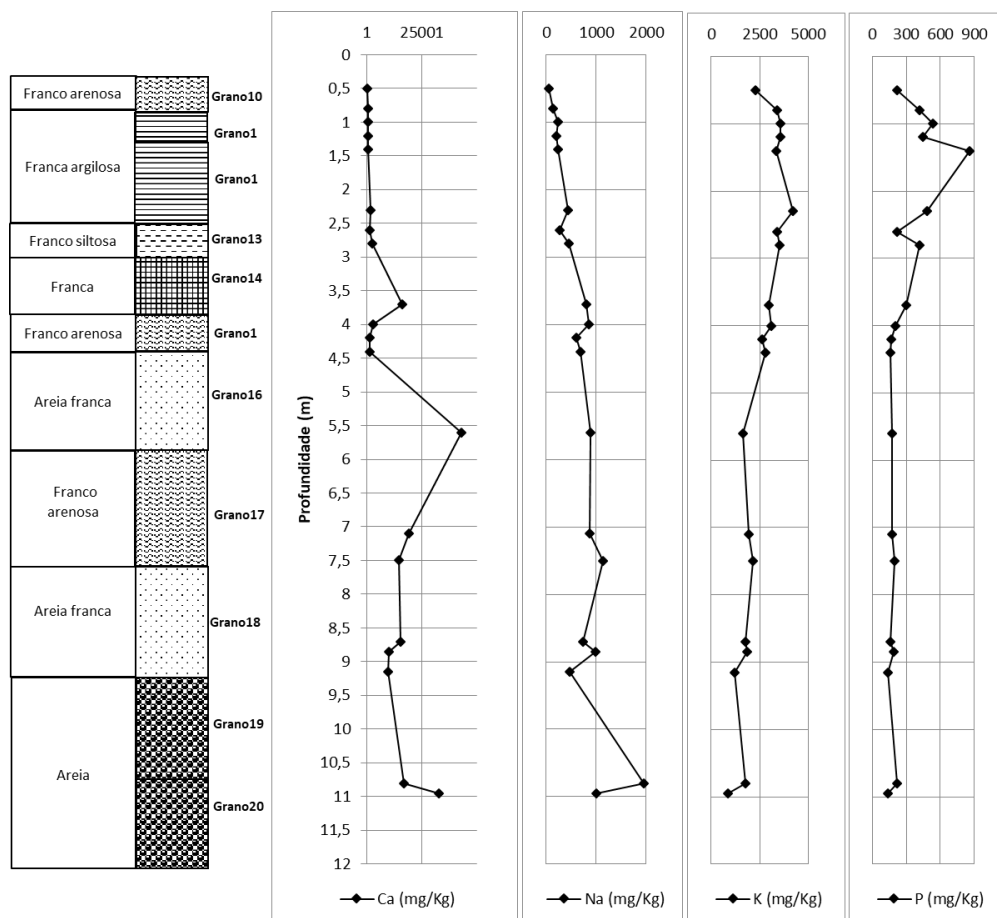 1 25001
0 1000 2000
0 2500 5000
0 300 600 900
Franco arenosa
Franca argilosa
Franco siltosa
Franca
Franco arenosa
Areia franca
Franco
arenosa
Areia franca
Areia
Grano10
Grano1
Grano1
Grano13
Grano14
Grano1
Grano16
Grano17
Grano18
Grano19
Grano20
Profundidade (m)
0
0,5
1
1,5
2
2,5
3
3,5
4
4,5
5
5,5
6
6,5
7
7,5
8
8,5
9
9,5
10
10,5
11
11,5
12
Ca (mg/Kg)
Na (mg/Kg)
K (mg/Kg)
P (mg/Kg)